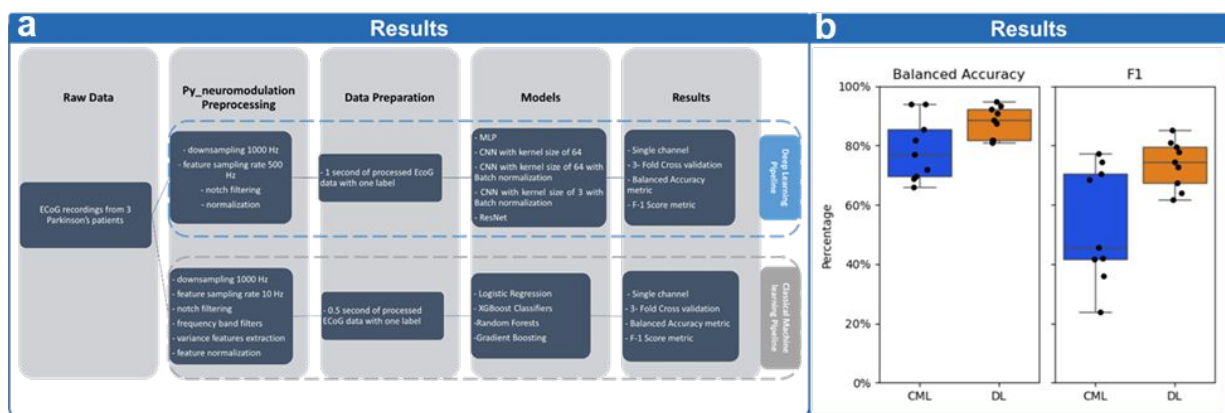 a
Results
Raw Data
Py_neuromodulation
Preprocessing
Data Preparation
Models
Results
ECoG recordings from 3
Parkinson's patients
- downsampling 1000 Hz
- feature sampling rate 500
Hz
- notch filtering
- normalization
- 1 second of processed EcoG
data with one label
- MLP
- CNN with kernel size of 64
- CNN with kernel size of 64 with
Batch normalization
- CNN with kernel size of 3 with
Batch normalization
- ResNet
- Single channel
- 3- Fold Cross validation
- Balanced Accuracy
metric
- F-1 Score metric
Deep Learning
Pipeline
- downsampling 1000 Hz
- feature sampling rate 10 Hz
- notch filtering
- frequency band filters
- variance features extraction
- feature normalization
- 0.5 second of processed
ECoG data with one label
- Logistic Regression
- XGBoost Classifiers
-Random Forests
-Gradient Boosting
- Single channel
- 3- Fold Cross validation
- Balanced Accuracy metric
- F-1 Score metric
Classical Machine
learning Pipeline
b
Results
Balanced Accuracy
F1
Percentage
100%
80%
60%
40%
20%
0%
CML
DL
CML
DL